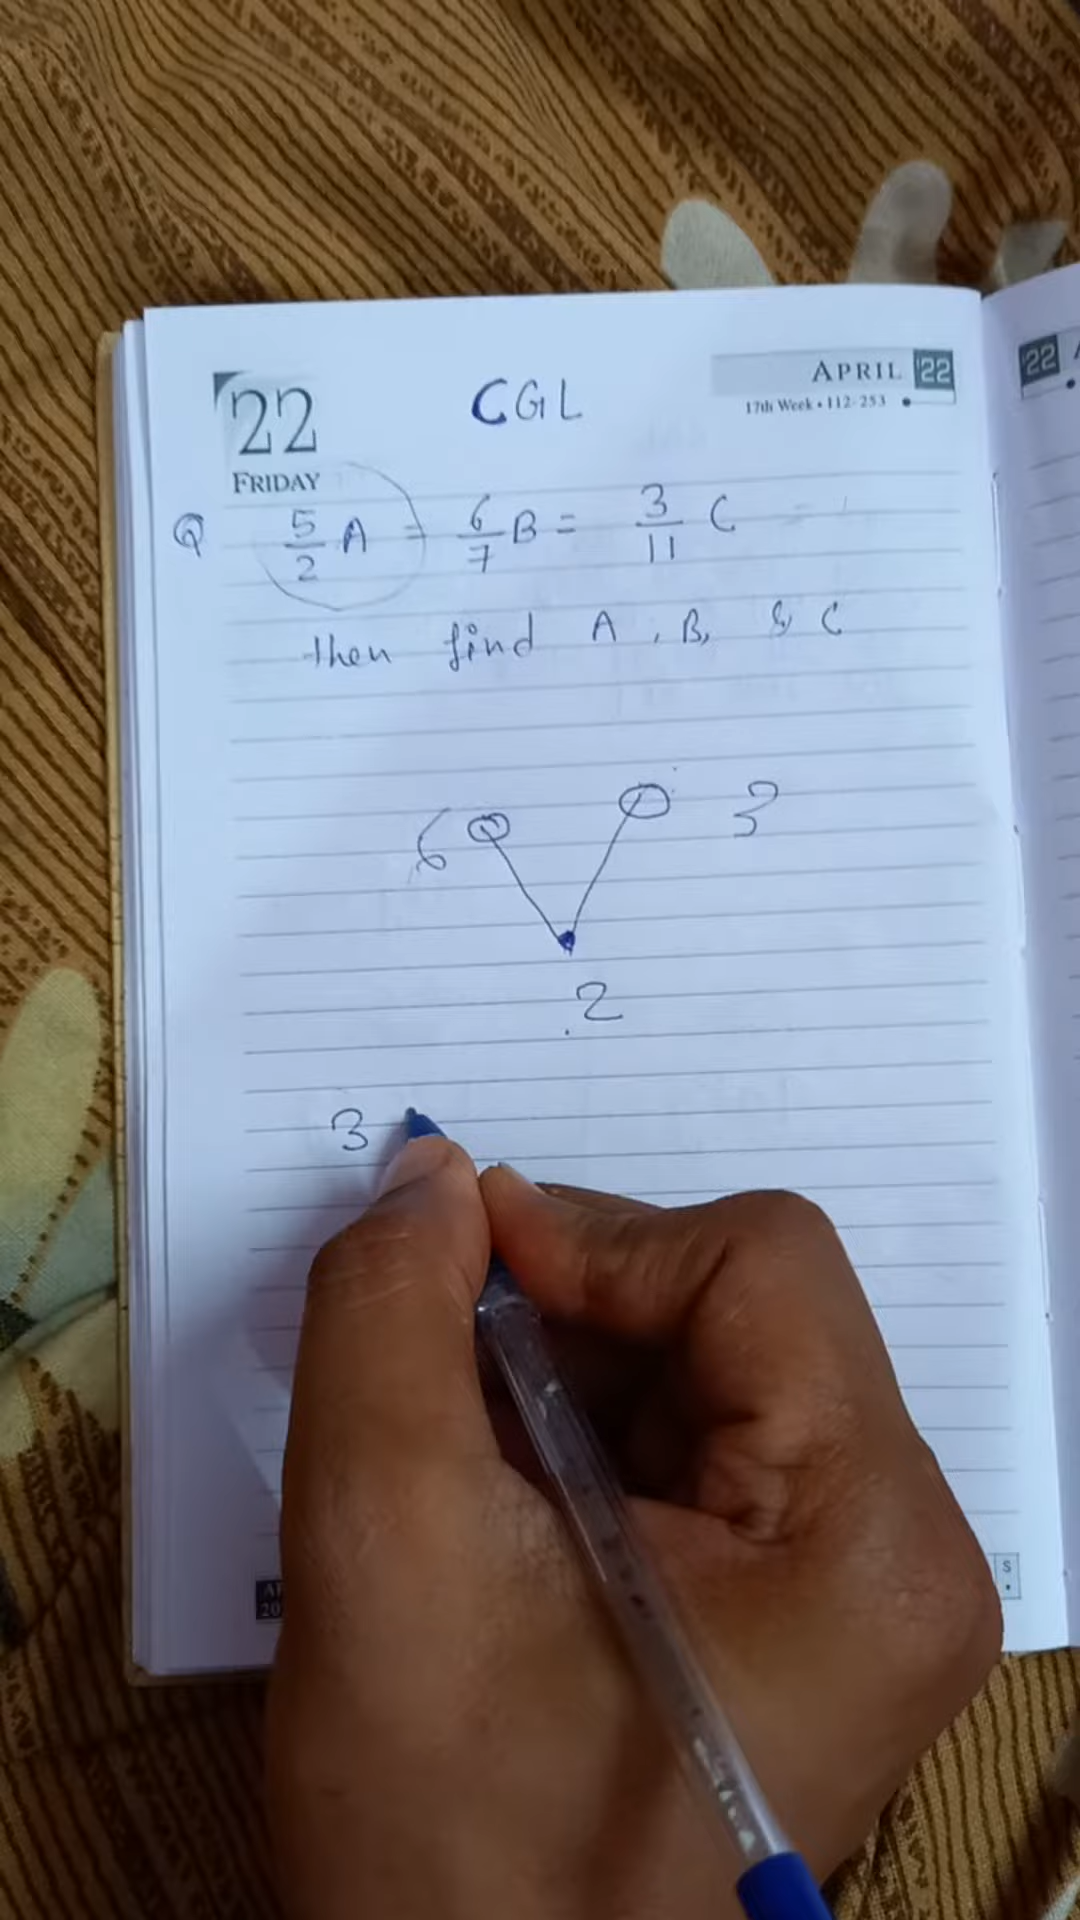 22
FRIDAY
CGL
APRIL 22
17th Week • 112-253
22
Q 5/2 A = 6/7 B = 3/11 C =
then find A, B, & C
6 3
.2
3
S